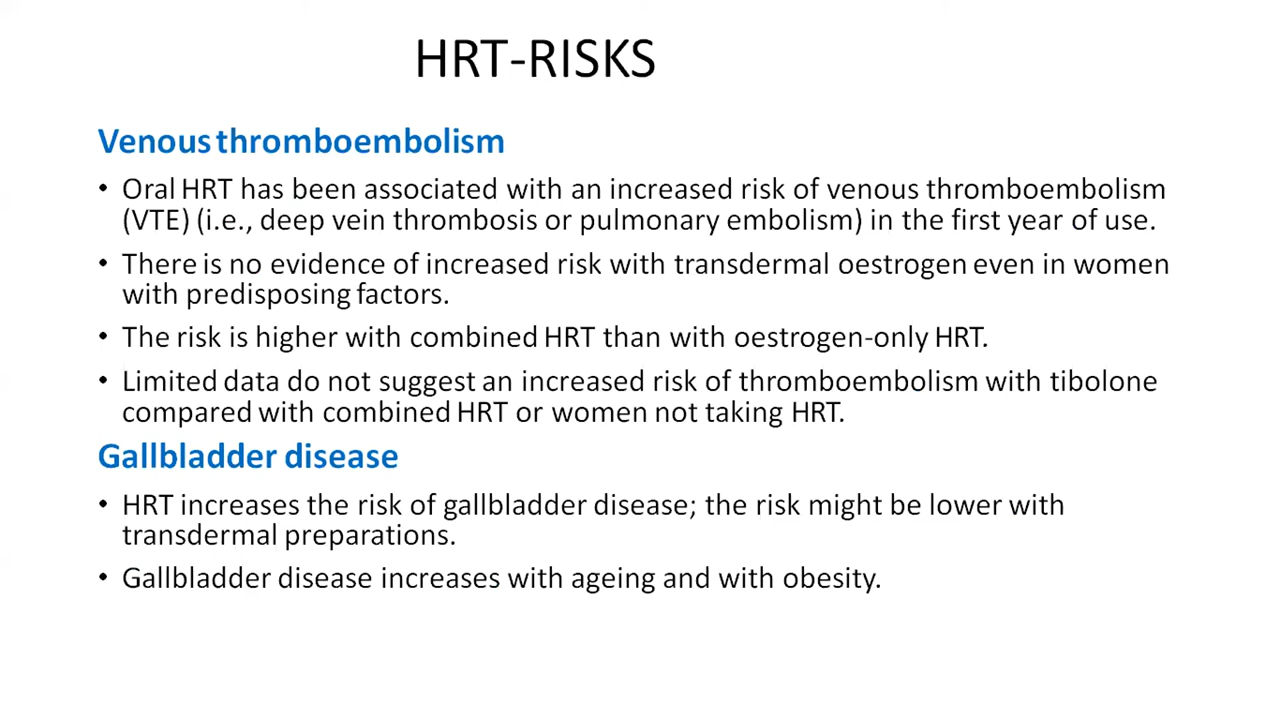 HRT-RISKS
Venous thromboembolism
• Oral HRT has been associated with an increased risk of venous thromboembolism
(VTE) (i.e., deep vein thrombosis or pulmonary embolism) in the first year of use.
• There is no evidence of increased risk with transdermal oestrogen even in women
with predisposing factors.
• The risk is higher with combined HRT than with oestrogen-only HRT.
• Limited data do not suggest an increased risk of thromboembolism with tibolone
compared with combined HRT or women not taking HRT.
Gallbladder disease
• HRT increases the risk of gallbladder disease; the risk might be lower with
transdermal preparations.
• Gallbladder disease increases with ageing and with obesity.